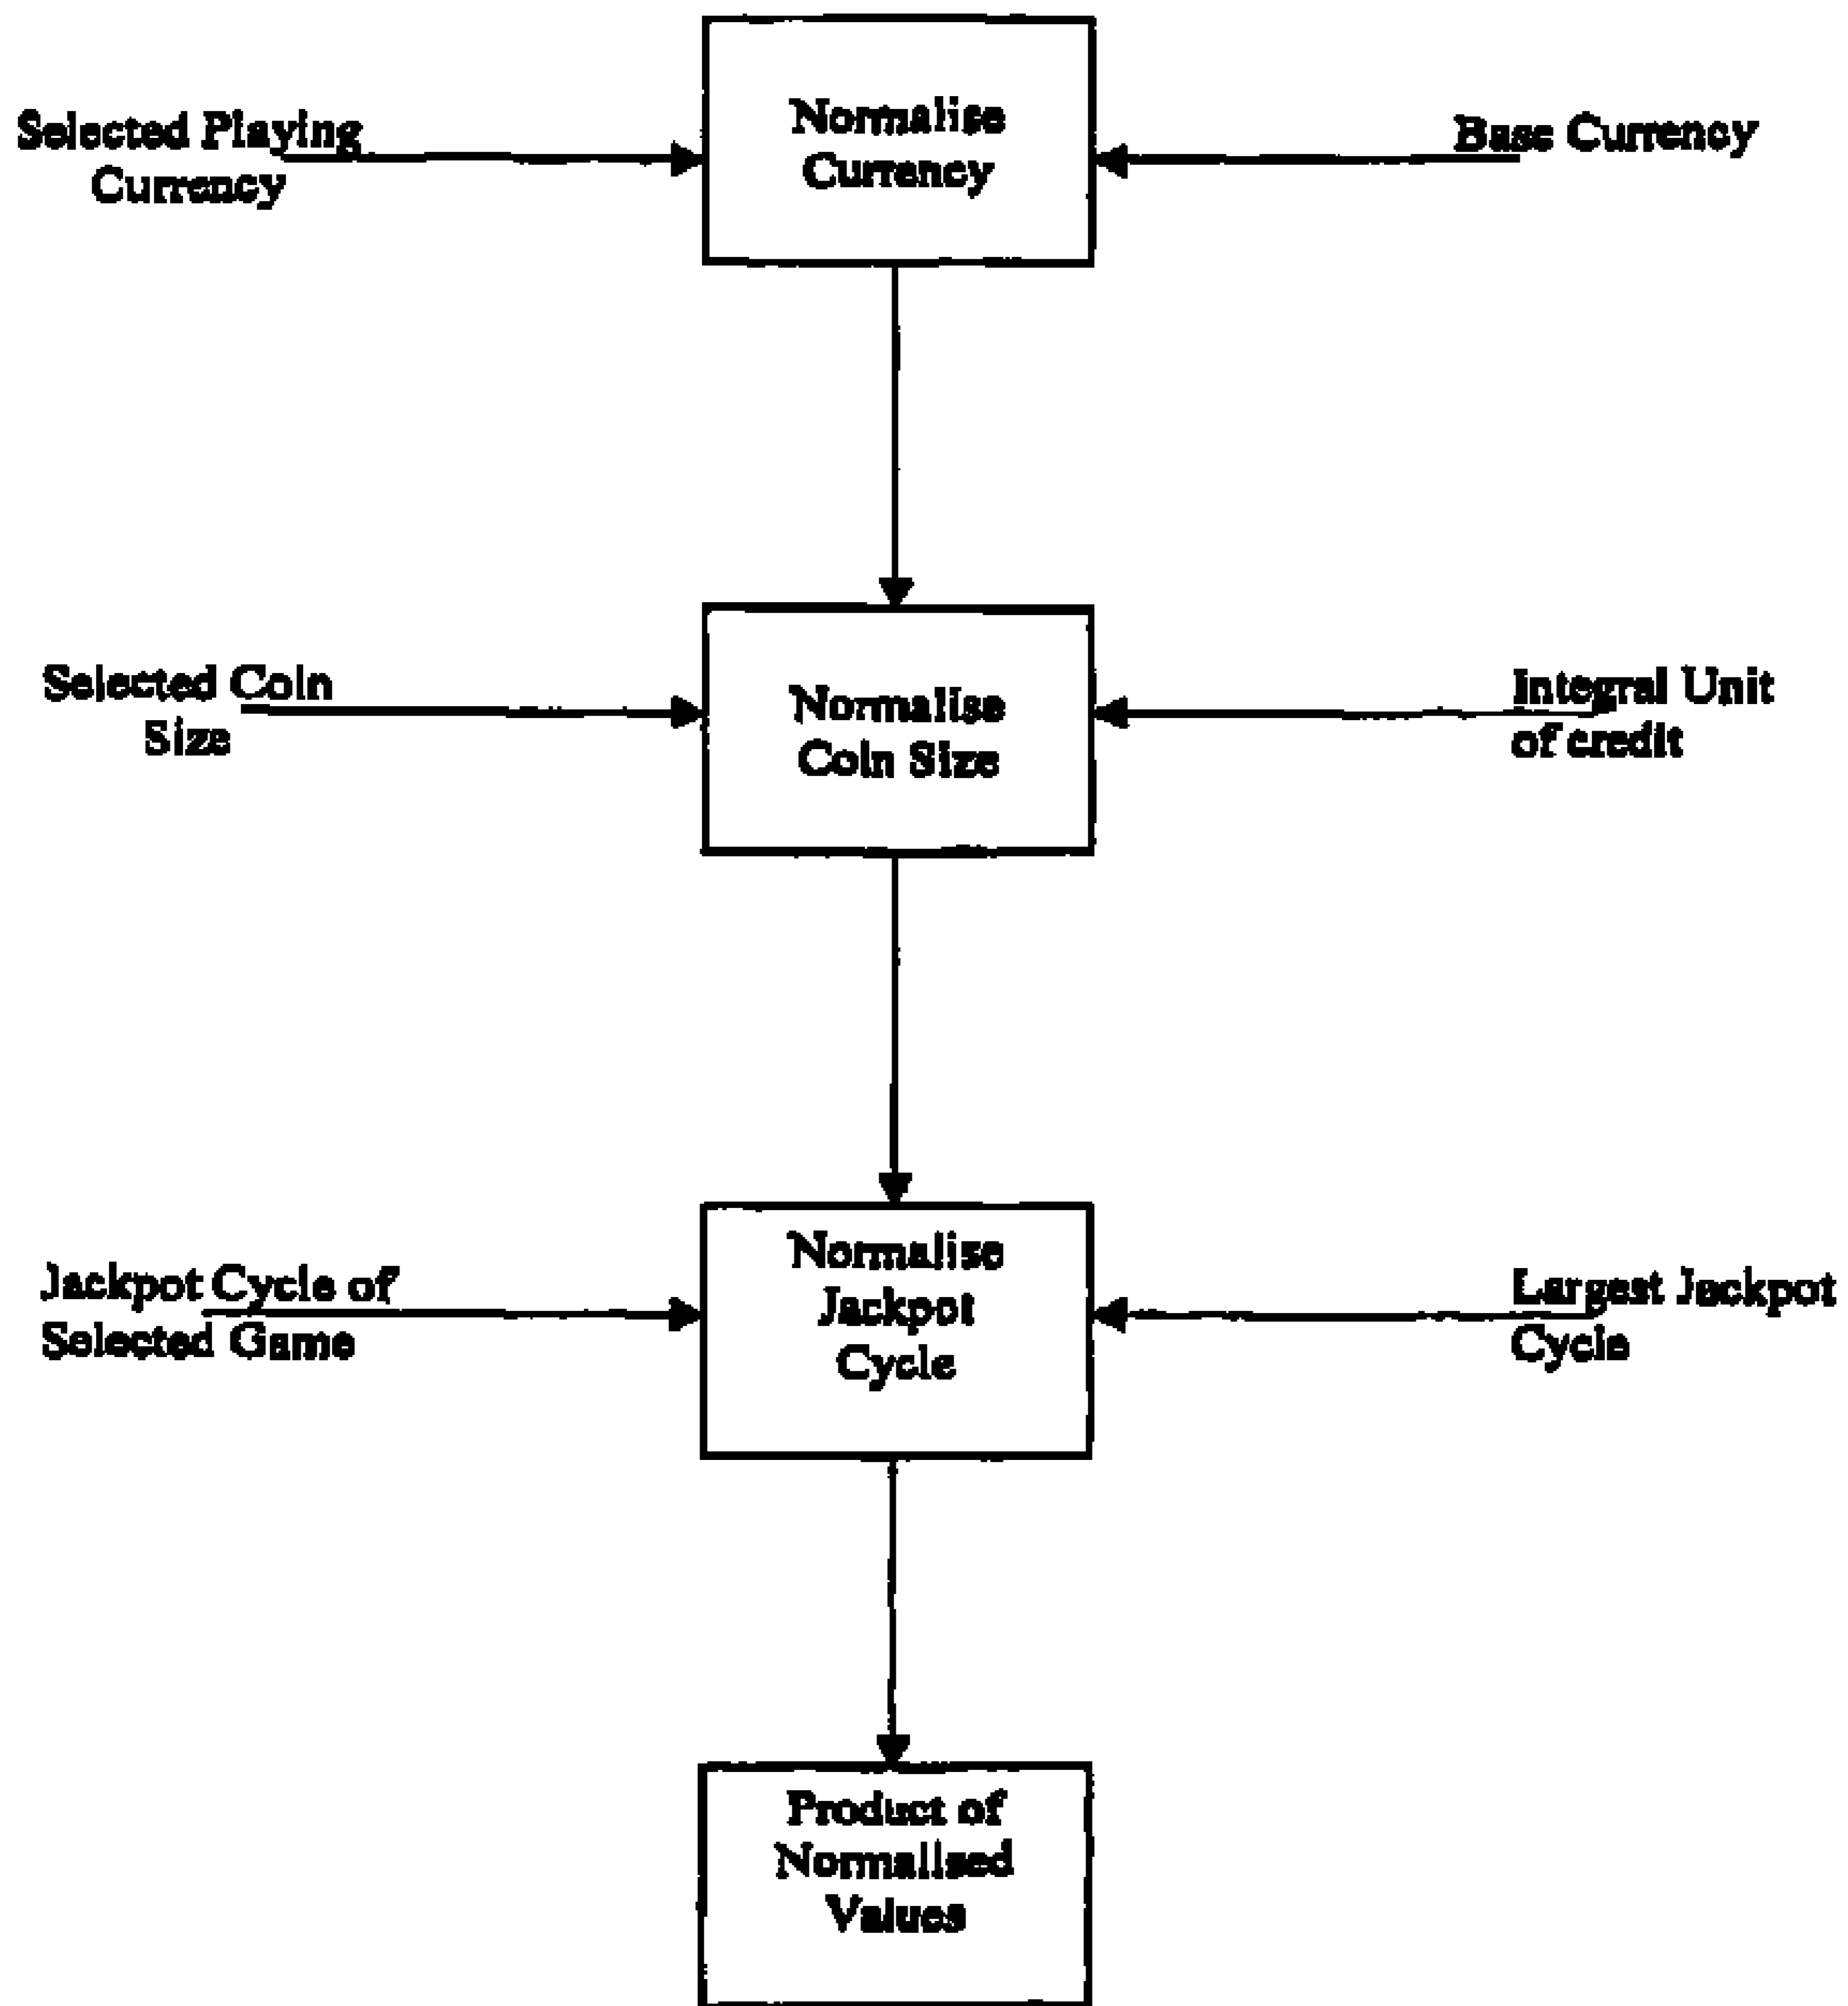 Normalise
Currency
Selected Playing
Currency
Base Currency
Normalise
Coin Size
Selected Coin
Size
Integral Unit
of credit
Normalise
Jackpot
Cycle
Jackpot Cycle of
Selected Game
Largest Jackpot
Cycle
Product of
Normalised
Values